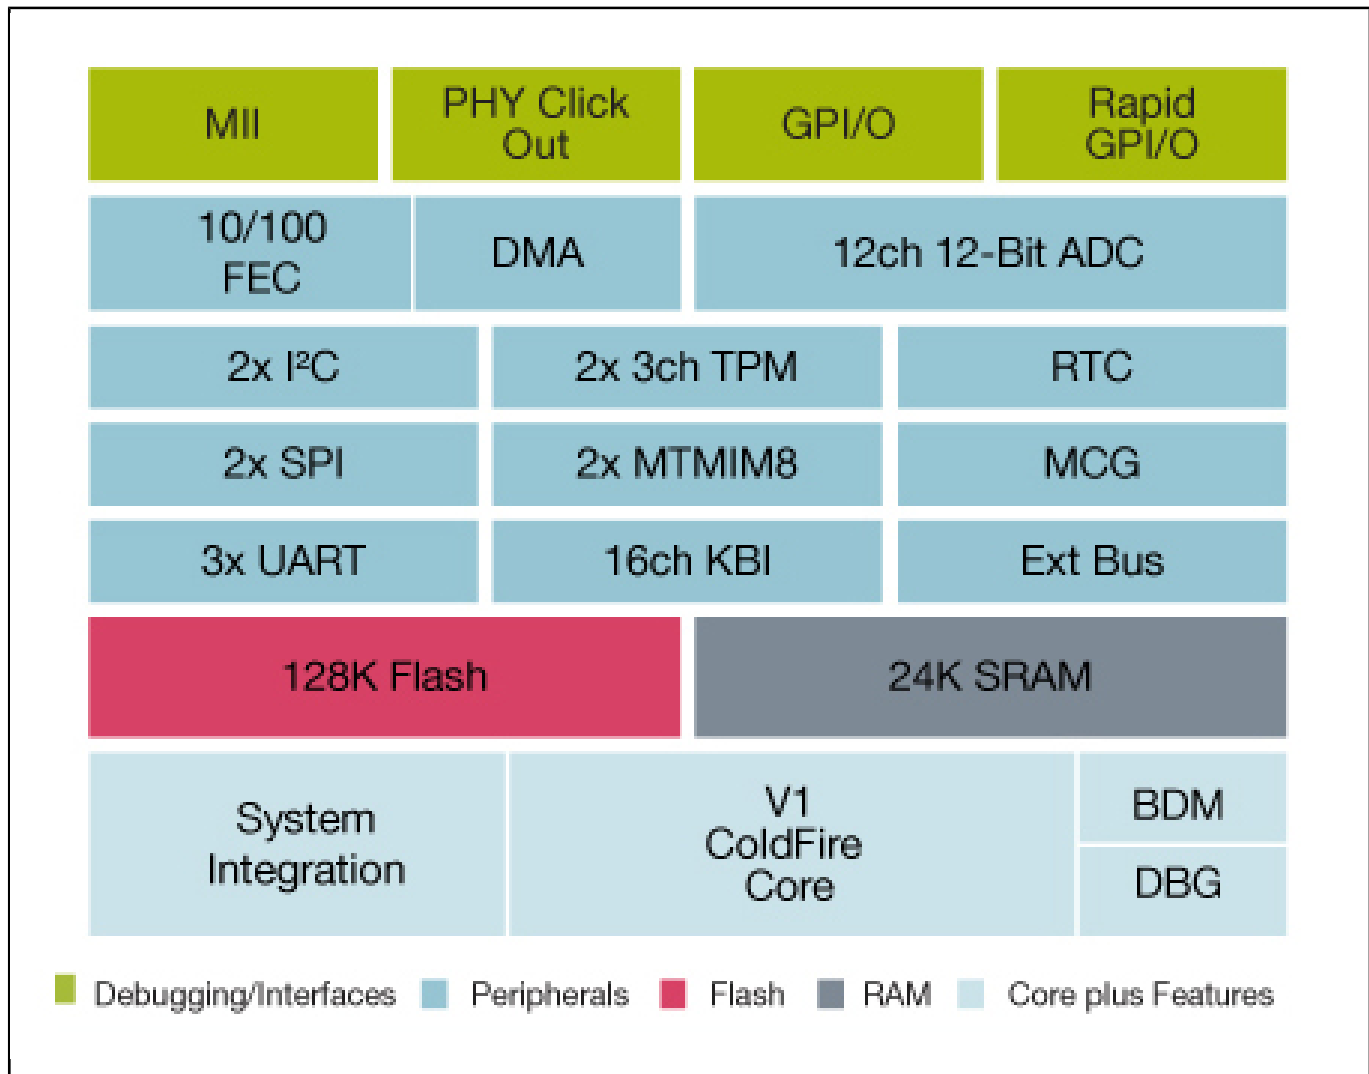 MII
PHY Click
Out
GPI/O
Rapid
GPI/O
10/100
FEC
DMA
12ch 12-Bit ADC
2x I²C
2x 3ch TPM
RTC
2x SPI
2x MTMIM8
MCG
3x UART
16ch KBI
Ext Bus
128K Flash
24K SRAM
System
Integration
V1
ColdFire
Core
BDM
DBG
Debugging/Interfaces
Peripherals
Flash
RAM
Core plus Features